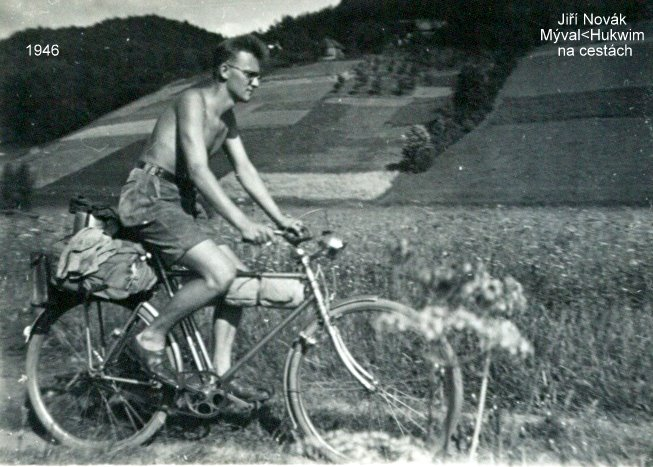 1946
Jiří Novák
Mýval<Hukwim
na cestách